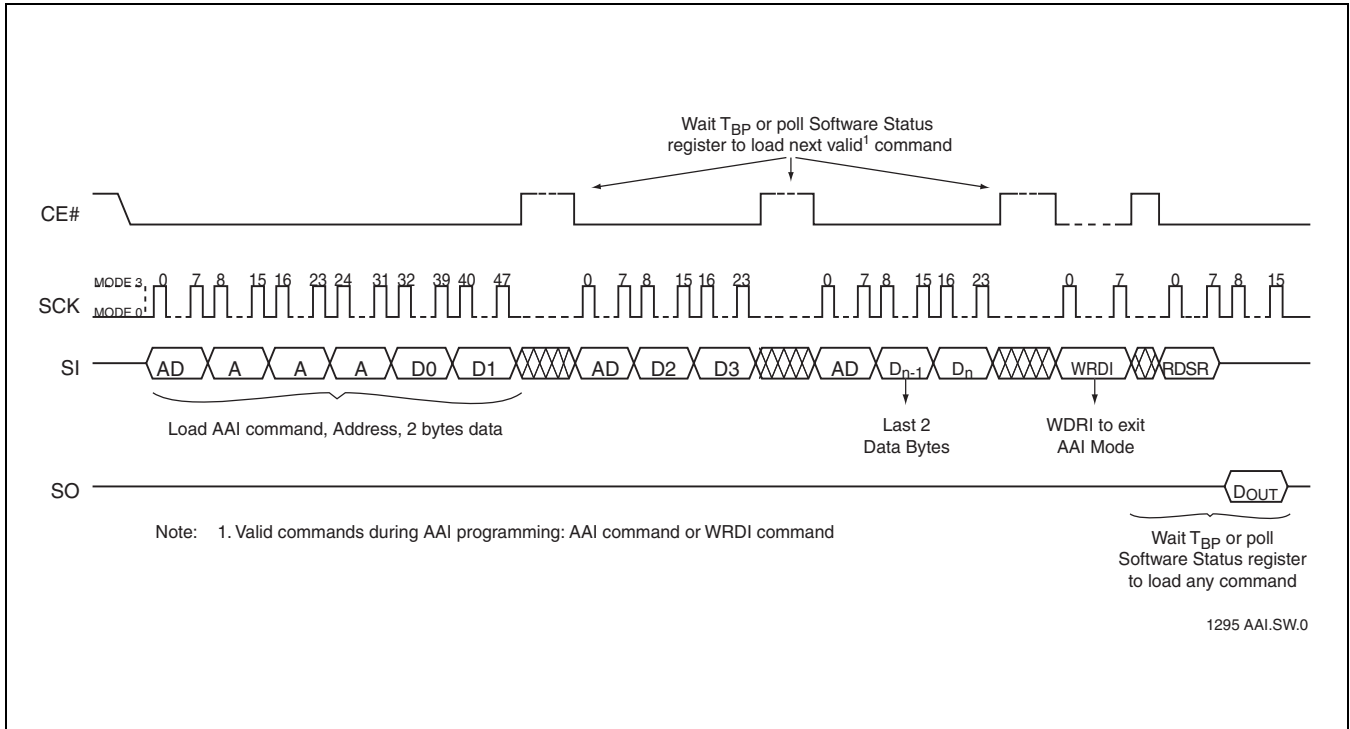 Wait TBP or poll Software Status
register to load next valid1 command
CE#
MODE 3 0 7 8 15 16 23 24 31 32 39 40 47 0 7 8 15 16 23 0 7 8 15 16 23 0 7 0 7 8 15
SCK
MODE 0
SI AD A A A D0 D1 AD D2 D3 AD Dn-1 Dn WRDI RDSR
Load AAI command, Address, 2 bytes data
Last 2
Data Bytes
WDRI to exit
AAI Mode
SO DOUT
Note: 1. Valid commands during AAI programming: AAI command or WRDI command
Wait TBP or poll
Software Status register
to load any command
1295 AAI.SW.0